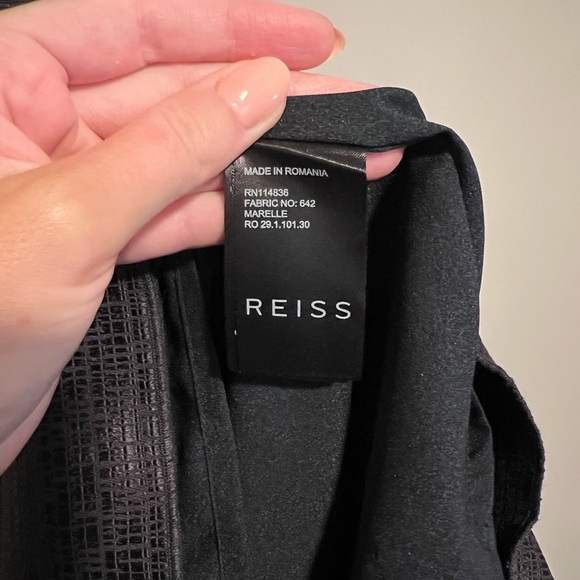 MADE IN ROMANIA
RN114836
FABRIC NO: 642
MARELLE
RO 29.1.101.30
REISS